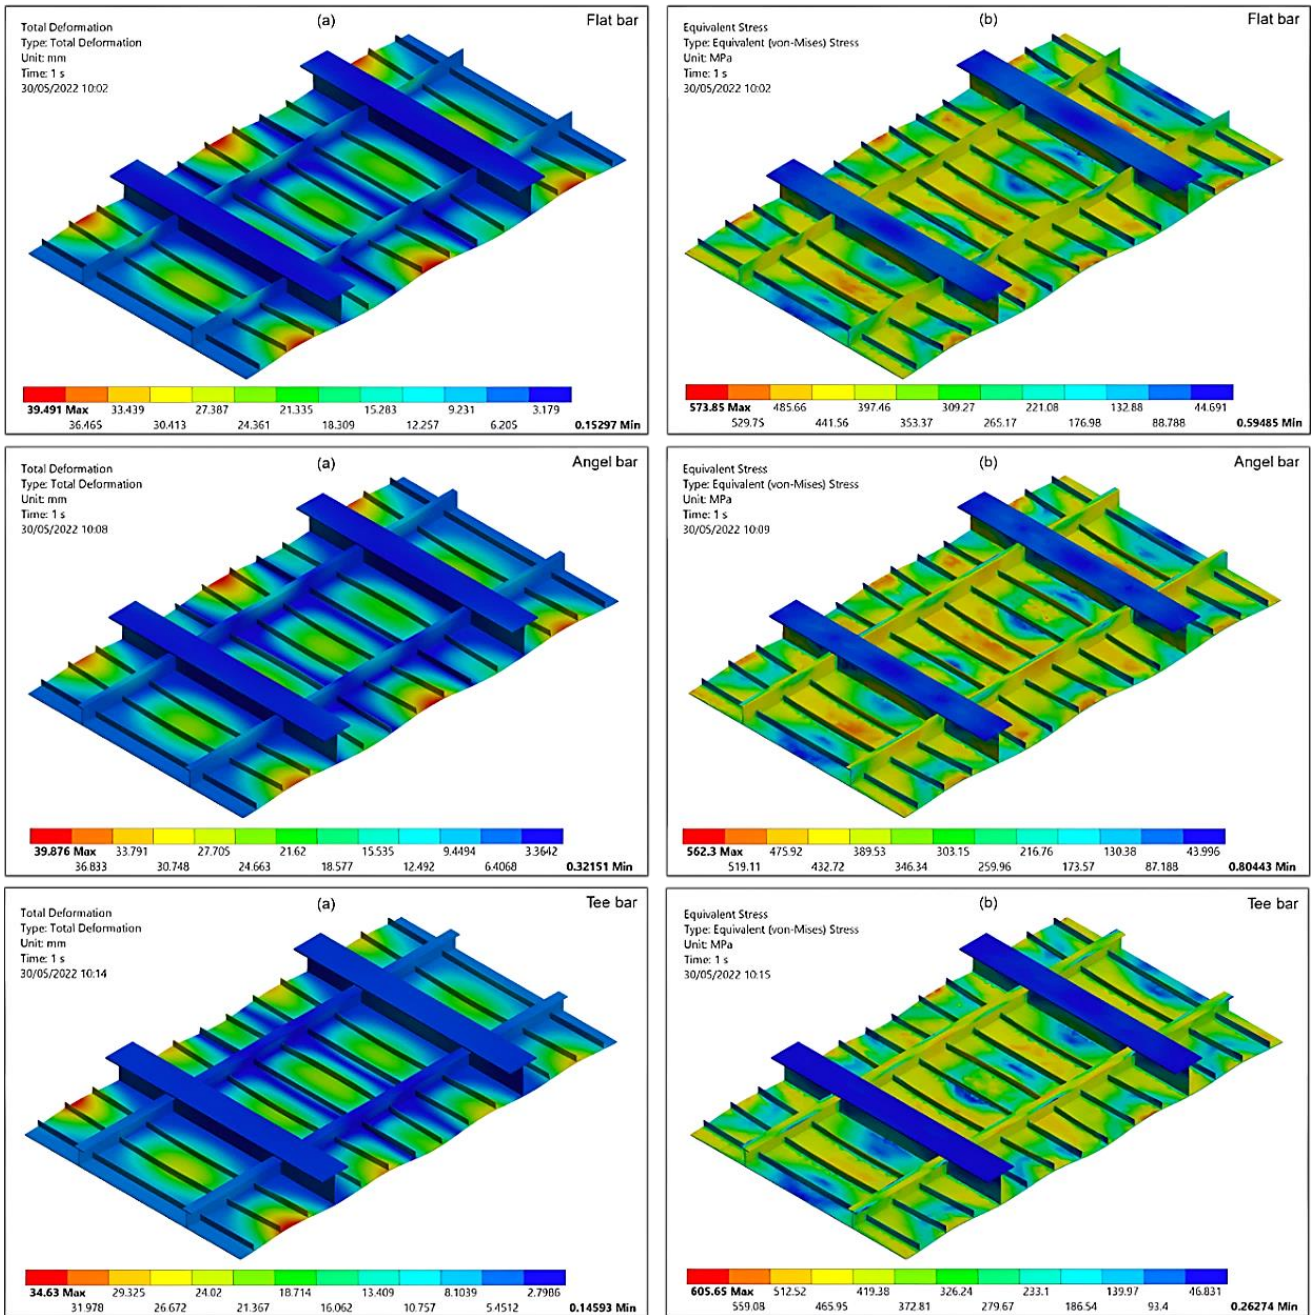 (a)
Flat bar
Total Deformation
Type: Total Deformation
Unit: mm
Time: 1 s
30/05/2022 10:02
39.491 Max 33.439 27.387 21.335 15.283 9.231 3.179
36.465 30.413 24.361 18.309 12.257 6.205 0.15297 Min
(b)
Flat bar
Equivalent Stress
Type: Equivalent (von-Mises) Stress
Unit: MPa
Time: 1 s
30/05/2022 10:02
573.85 Max 485.66 397.46 309.27 221.08 132.88 44.691
529.75 441.56 353.37 265.17 176.98 88.788 0.59485 Min
(a)
Angel bar
Total Deformation
Type: Total Deformation
Unit: mm
Time: 1 s
30/05/2022 10:08
39.876 Max 33.791 27.705 21.62 15.535 9.4494 3.3642
36.833 30.748 24.663 18.577 12.492 6.4068 0.32151 Min
(b)
Angel bar
Equivalent Stress
Type: Equivalent (von-Mises) Stress
Unit: MPa
Time: 1 s
30/05/2022 10:09
562.3 Max 475.92 389.53 303.15 216.76 130.38 43.996
519.11 432.72 346.34 259.96 173.57 87.188 0.80443 Min
(a)
Tee bar
Total Deformation
Type: Total Deformation
Unit: mm
Time: 1 s
30/05/2022 10:14
34.63 Max 29.325 24.02 18.714 13.409 8.1039 2.7986
31.978 26.672 21.367 16.062 10.757 5.4512 0.14593 Min
(b)
Tee bar
Equivalent Stress
Type: Equivalent (von-Mises) Stress
Unit: MPa
Time: 1 s
30/05/2022 10:15
605.65 Max 512.52 419.38 326.24 233.1 139.97 46.831
559.08 465.95 372.81 279.67 186.54 93.4 0.26274 Min